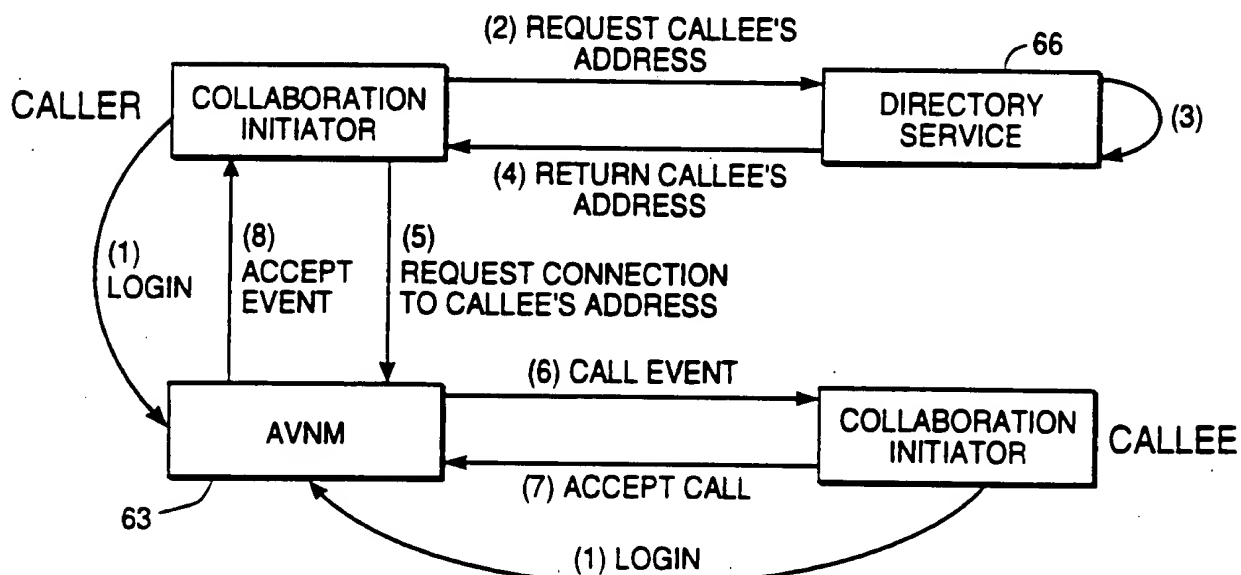 (2) REQUEST CALLEE'S
ADDRESS
66
CALLER
COLLABORATION
INITIATOR
DIRECTORY
SERVICE
(3)
(4) RETURN CALLEE'S
ADDRESS
(1)
LOGIN
(8)
ACCEPT
EVENT
(5)
REQUEST CONNECTION
TO CALLEE'S ADDRESS
(6) CALL EVENT
AVNM
COLLABORATION
INITIATOR
CALLEE
(7) ACCEPT CALL
63
(1) LOGIN